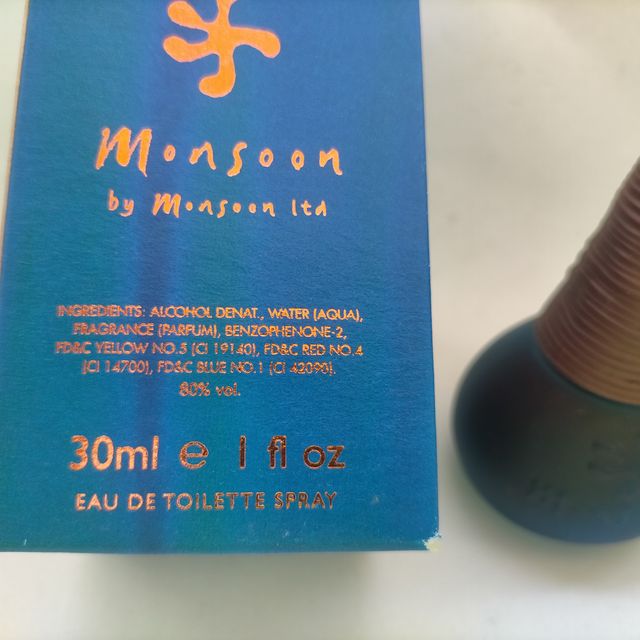 Monsoon
by Monsoon ltd
INGREDIENTS: ALCOHOL DENAT., WATER (AQUA),
FRAGRANCE (PARFUM), BENZOPHENONE-2,
FD&C YELLOW NO.5 (CI 19140), FD&C RED NO.4
(CI 14700), FD&C BLUE NO.1 (CI 42090).
80% vol.
30ml e 1 fl oz
EAU DE TOILETTE SPRAY